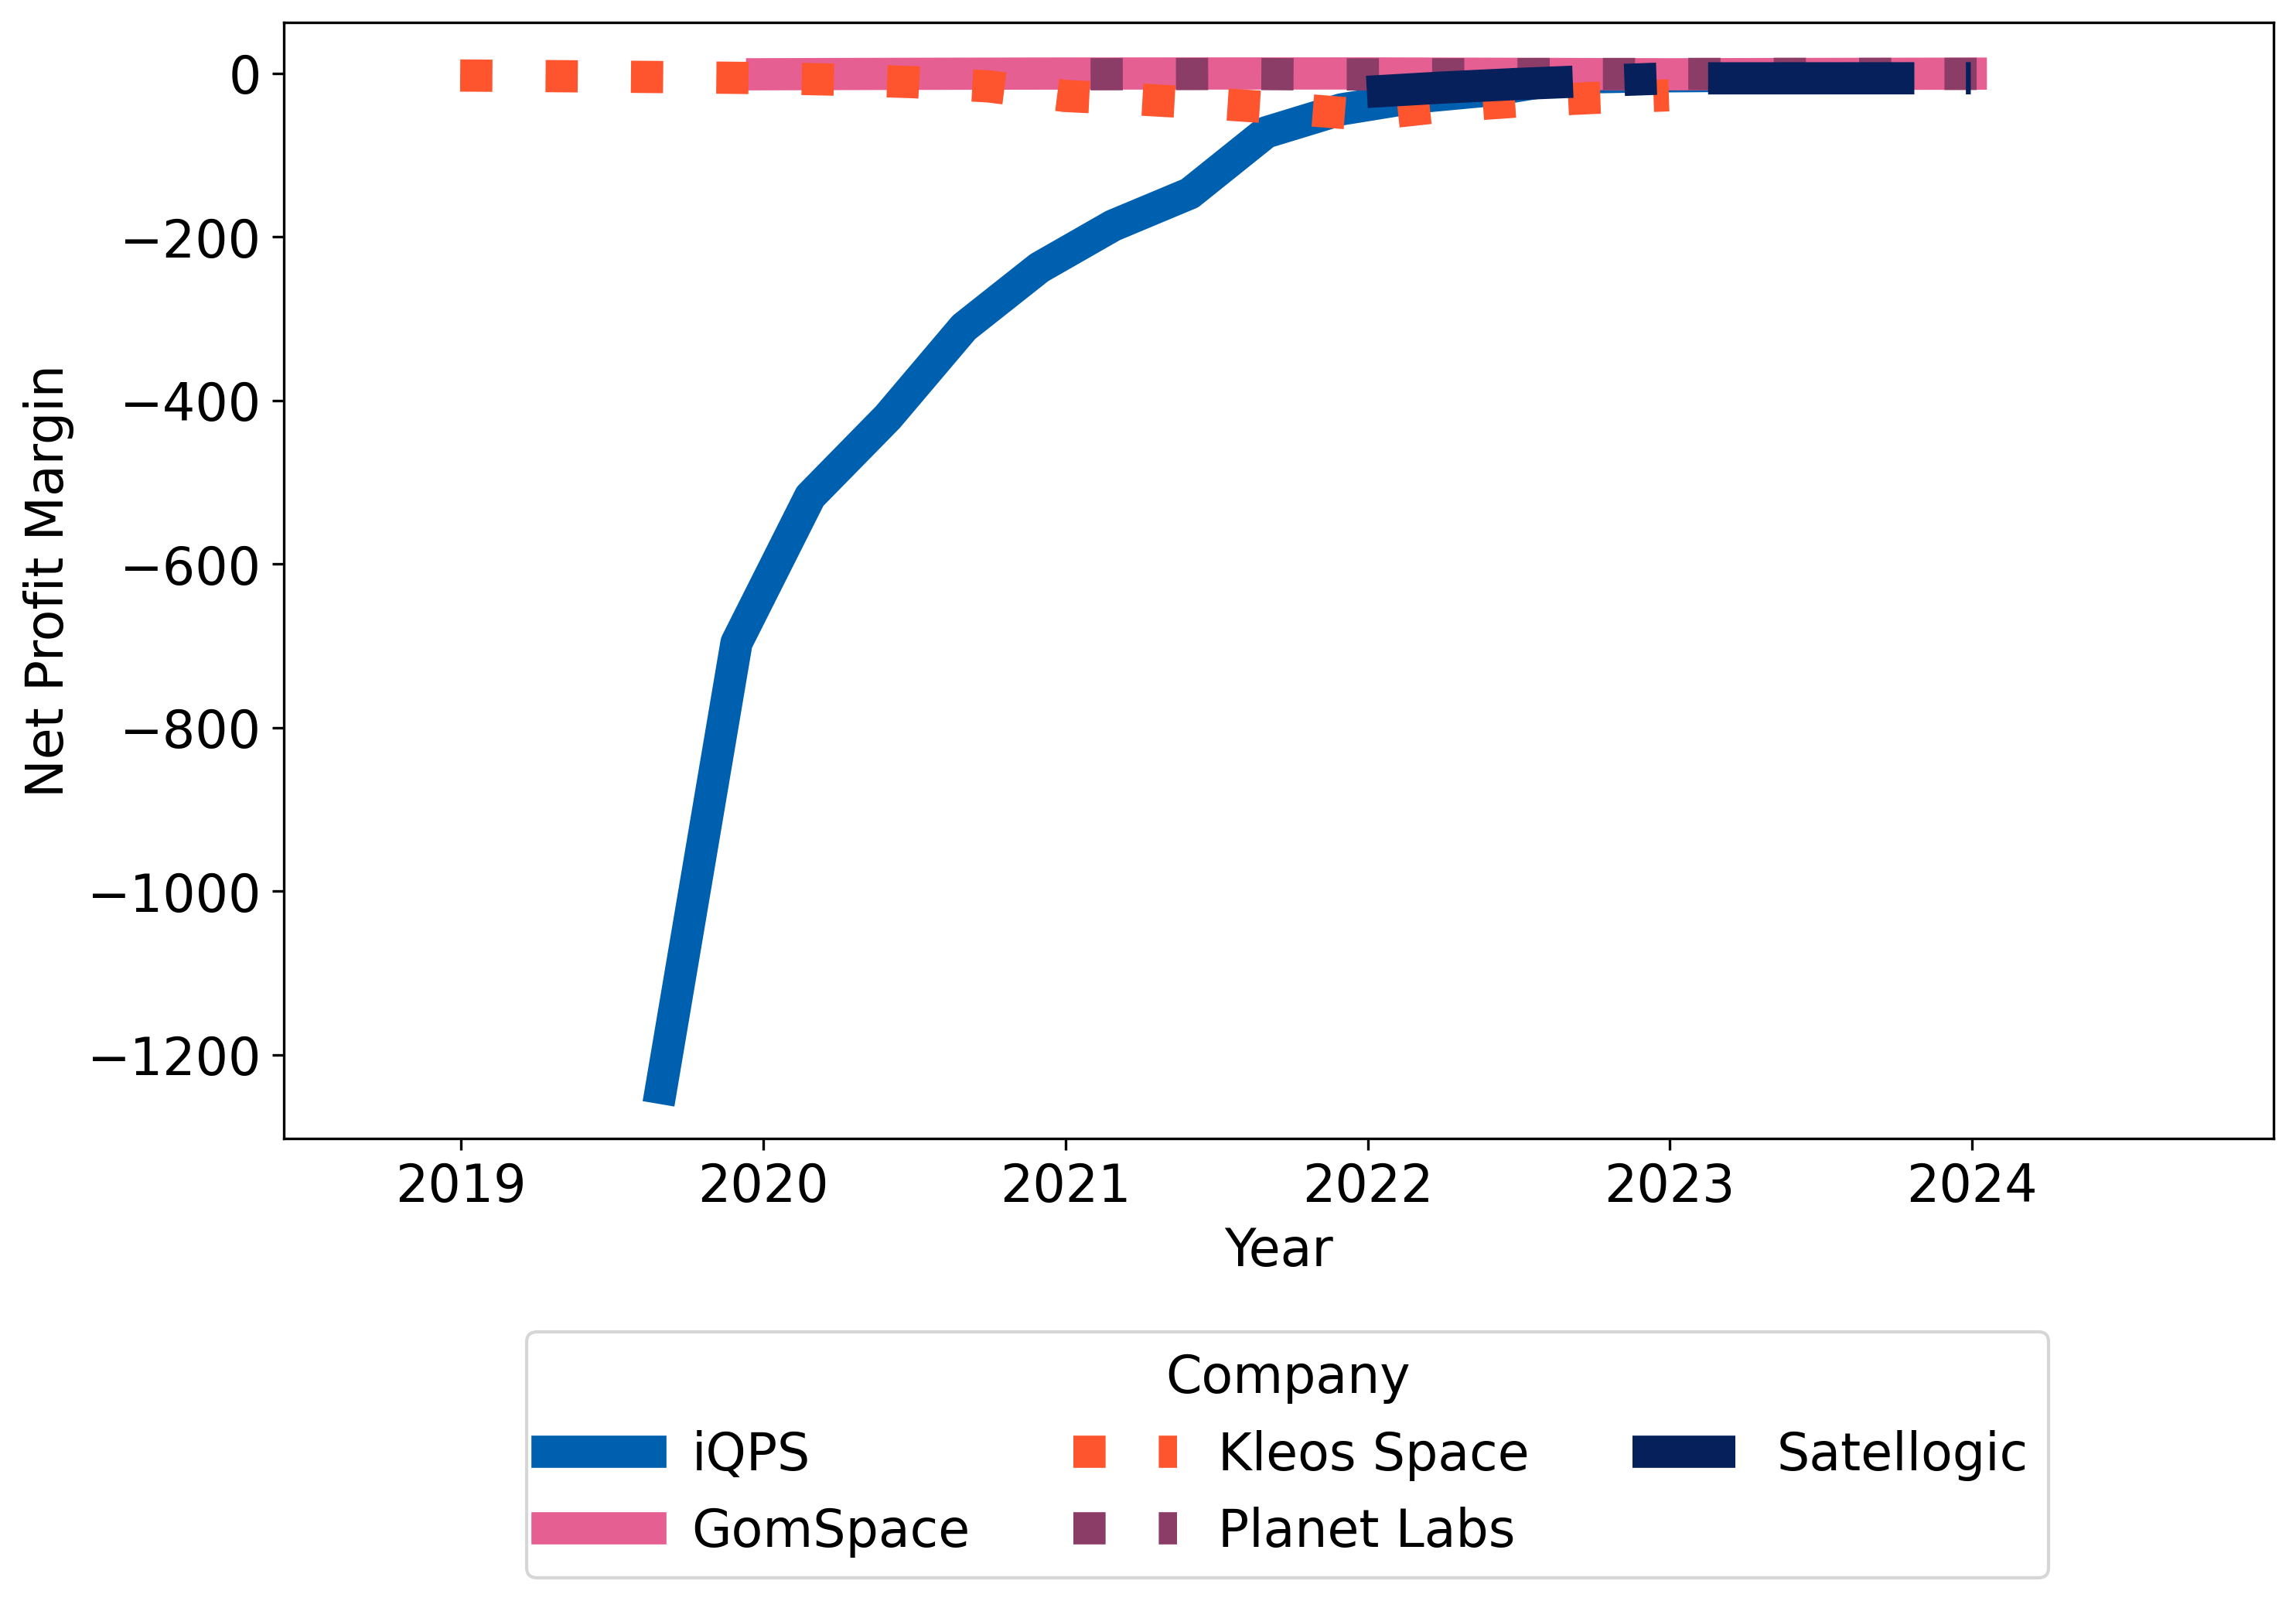 0
−200
−400
−600
−800
−1000
−1200
Net Profit Margin
2019 2020 2021 2022 2023 2024
Year
Company
iQPS Kleos Space Satellogic
GomSpace Planet Labs